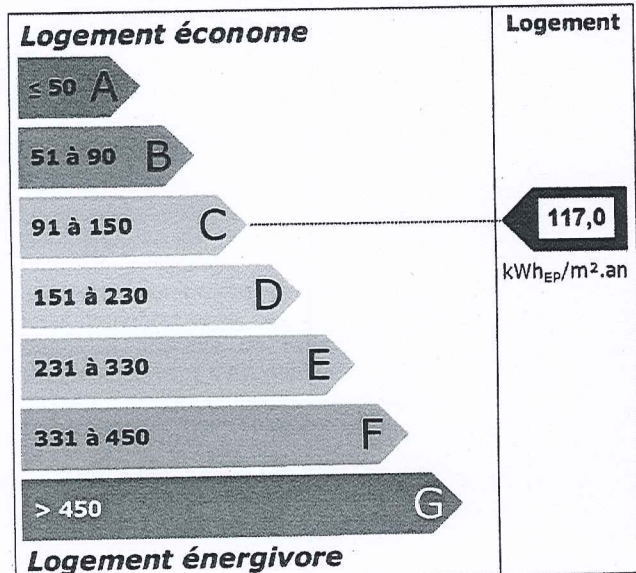 Logement économe
Logement
≤ 50 A
51 à 90 B
91 à 150 C
117,0
kWhEP/m².an
151 à 230 D
231 à 330 E
331 à 450 F
> 450 G
Logement énergivore